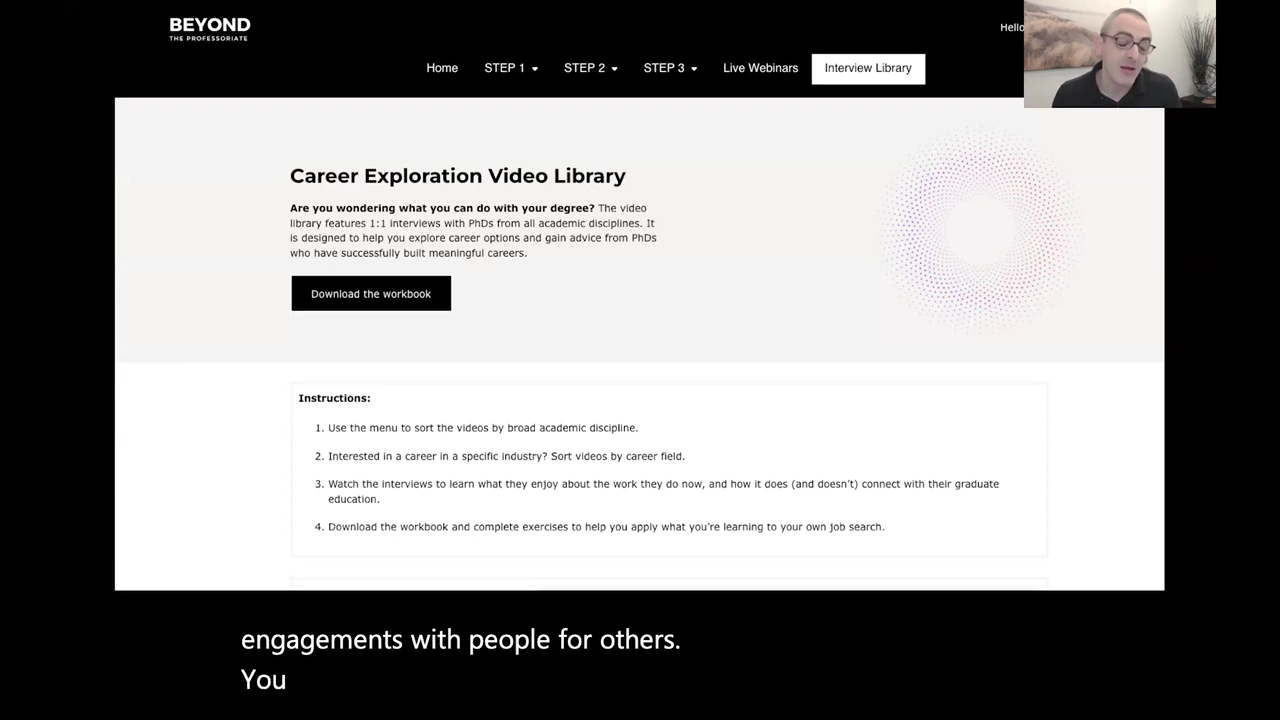 BEYOND
THE PROFESSORIATE
Hello
Home STEP 1 STEP 2 STEP 3 Live Webinars Interview Library
Career Exploration Video Library
Are you wondering what you can do with your degree? The video
library features 1:1 interviews with PhDs from all academic disciplines. It
is designed to help you explore career options and gain advice from PhDs
who have successfully built meaningful careers.
Download the workbook
Instructions:
1. Use the menu to sort the videos by broad academic discipline.
2. Interested in a career in a specific industry? Sort videos by career field.
3. Watch the interviews to learn what they enjoy about the work they do now, and how it does (and doesn't) connect with their graduate
education.
4. Download the workbook and complete exercises to help you apply what you're learning to your own job search.
engagements with people for others.
You